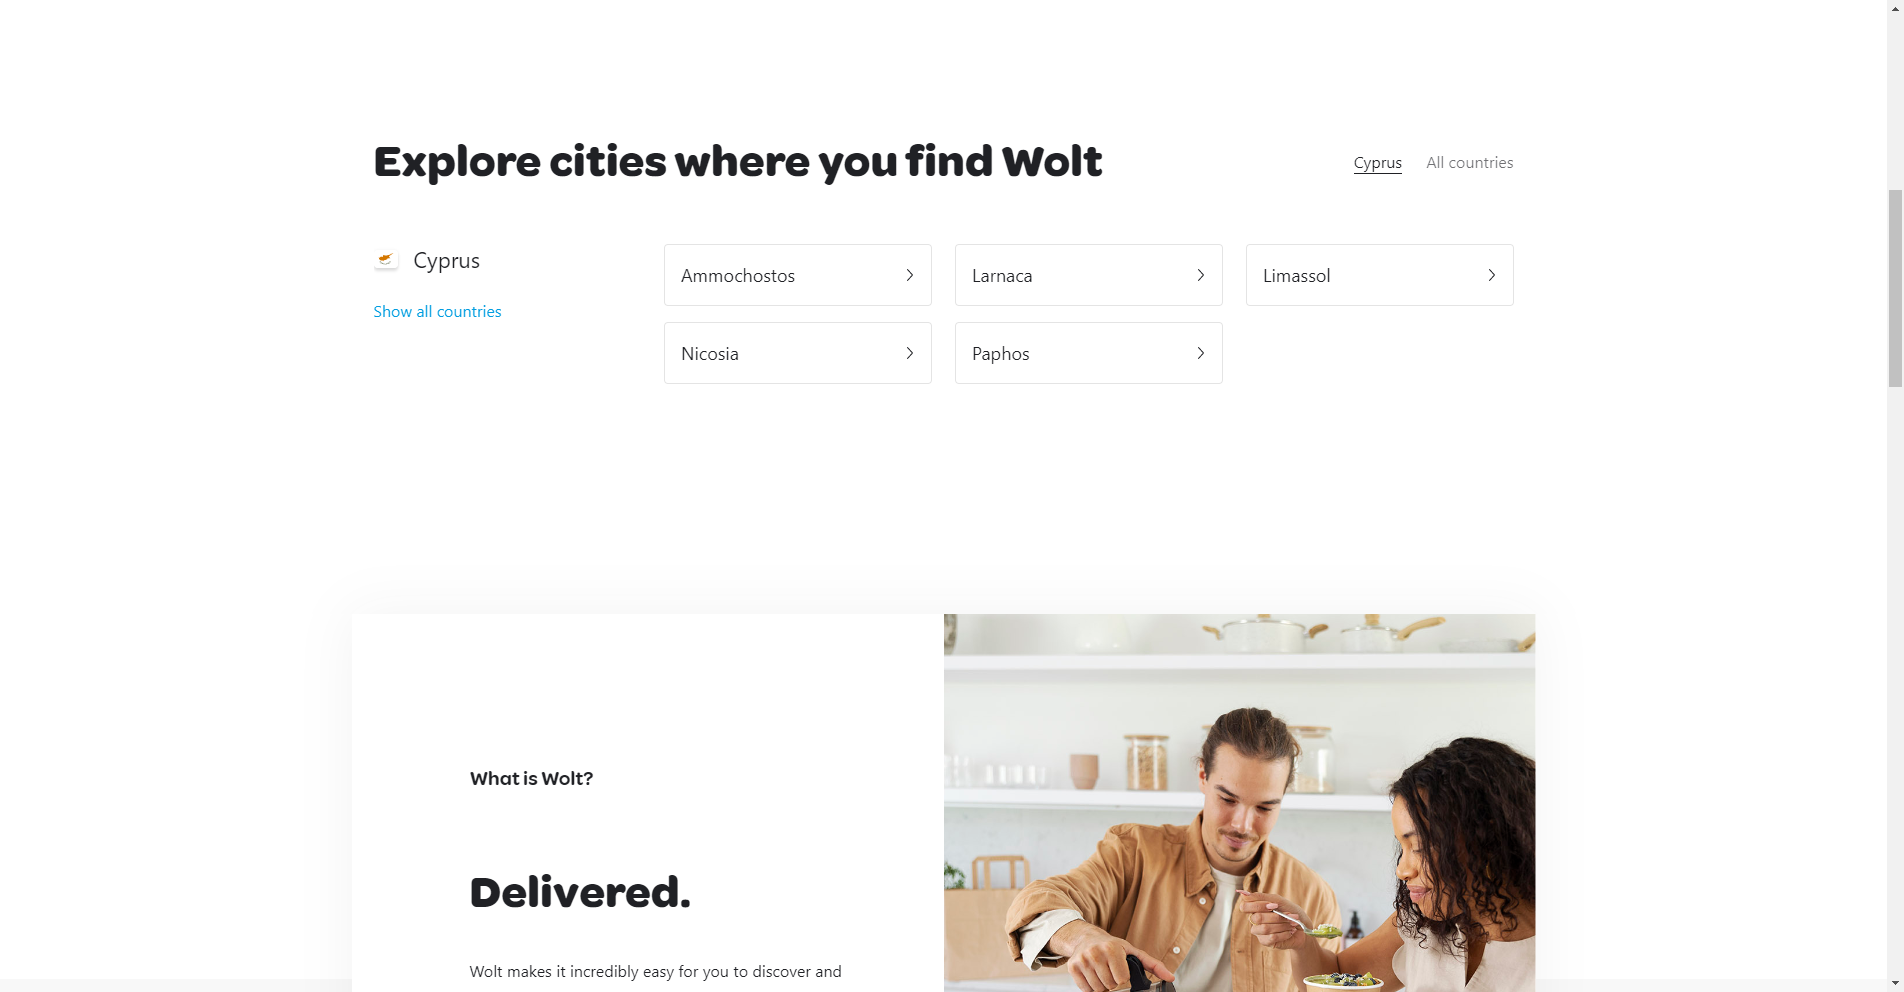 Explore cities where you find Wolt
Cyprus All countries
Cyprus
Show all countries
Ammochostos
Larnaca
Limassol
Nicosia
Paphos
What is Wolt?
Delivered.
Wolt makes it incredibly easy for you to discover and